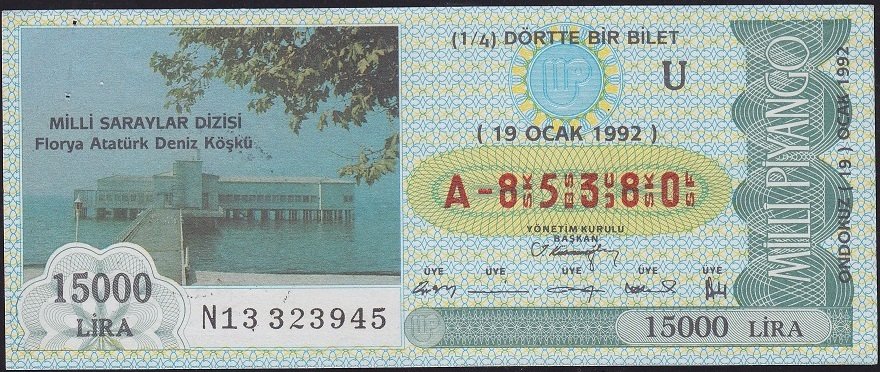 MİLLİ SARAYLAR DİZİSİ
Florya Atatürk Deniz Köşkü
15000
LİRA
N13 323945
(1/4) DÖRTTE BİR BİLET
U
( 19 OCAK 1992 )
A-85380
YÖNETİM KURULU
BAŞKAN
ÜYE ÜYE ÜYE ÜYE ÜYE
15000 LİRA
MİLLİ PİYANGO
ONDOKUZ ( 19 ) OCAK 1992